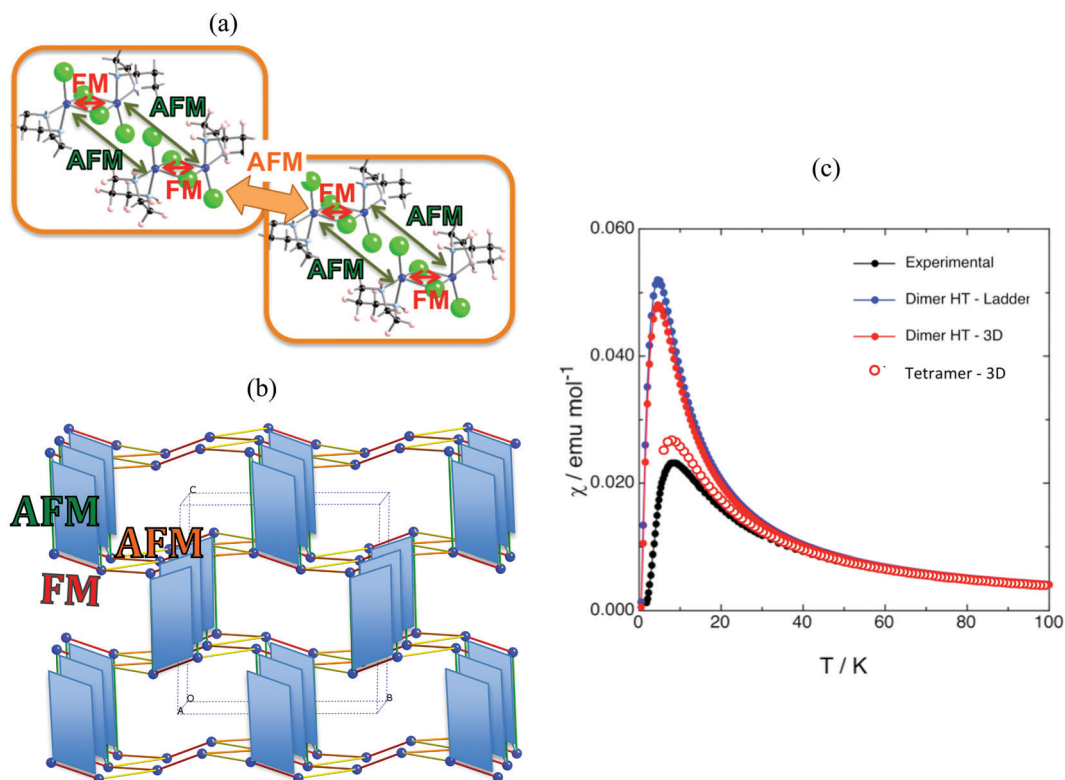 (a)
FM
AFM
AFM
FM
AFM
FM
AFM
AFM
FM
(b)
AFM
AFM
FM
C
O
A
B
(c)
0.060
0.040
0.020
0.000
χ / emu mol⁻¹
Experimental
Dimer HT - Ladder
Dimer HT - 3D
Tetramer - 3D
0
20
40
60
80
100
T / K